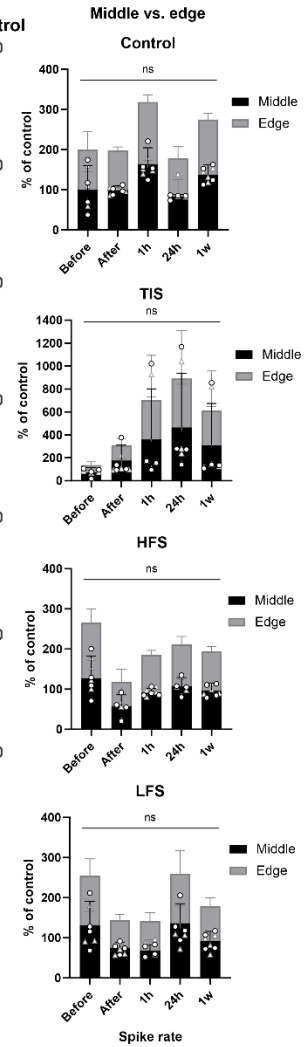 Middle vs. edge
trol
Control
ns
400
300
200
100
0
% of control
Middle
Edge
Before
After
1h
24h
1w
TIS
ns
1400
1200
1000
800
600
400
200
0
% of control
Middle
Edge
Before
After
1h
24h
1w
HFS
ns
400
300
200
100
0
% of control
Middle
Edge
Before
After
1h
24h
1w
LFS
ns
400
300
200
100
0
% of control
Middle
Edge
Before
After
1h
24h
1w
Spike rate